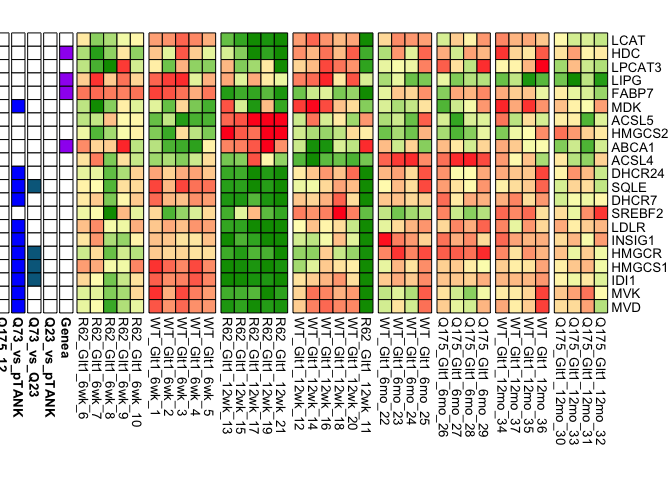 LCAT
HDC
LPCAT3
LIPG
FABP7
MDK
ACSL5
HMGCS2
ABCA1
ACSL4
DHCR24
SQLE
DHCR7
SREBF2
LDLR
INSIG1
HMGCR
HMGCS1
IDI1
MVK
MVD
Q175_12
Q73_vs_pTANK
Q73_vs_Q23
Q23_vs_pTANK
Gansa
R62_Glt1_6wk_6
R62_Glt1_6wk_7
R62_Glt1_6wk_8
R62_Glt1_6wk_9
R62_Glt1_6wk_10
WT_Glt1_6wk_1
WT_Glt1_6wk_2
WT_Glt1_6wk_3
WT_Glt1_6wk_4
WT_Glt1_6wk_5
R62_Glt1_12wk_13
R62_Glt1_12wk_15
R62_Glt1_12wk_17
R62_Glt1_12wk_19
R62_Glt1_12wk_21
WT_Glt1_12wk_12
WT_Glt1_12wk_14
WT_Glt1_12wk_16
WT_Glt1_12wk_18
WT_Glt1_12wk_20
R62_Glt1_12wk_11
WT_Glt1_6mo_22
WT_Glt1_6mo_23
WT_Glt1_6mo_24
WT_Glt1_6mo_25
Q175_Glt1_6mo_26
Q175_Glt1_6mo_27
Q175_Glt1_6mo_28
Q175_Glt1_6mo_29
WT_Glt1_12mo_34
WT_Glt1_12mo_37
WT_Glt1_12mo_35
WT_Glt1_12mo_36
Q175_Glt1_12mo_30
Q175_Glt1_12mo_33
Q175_Glt1_12mo_31
Q175_Glt1_12mo_32